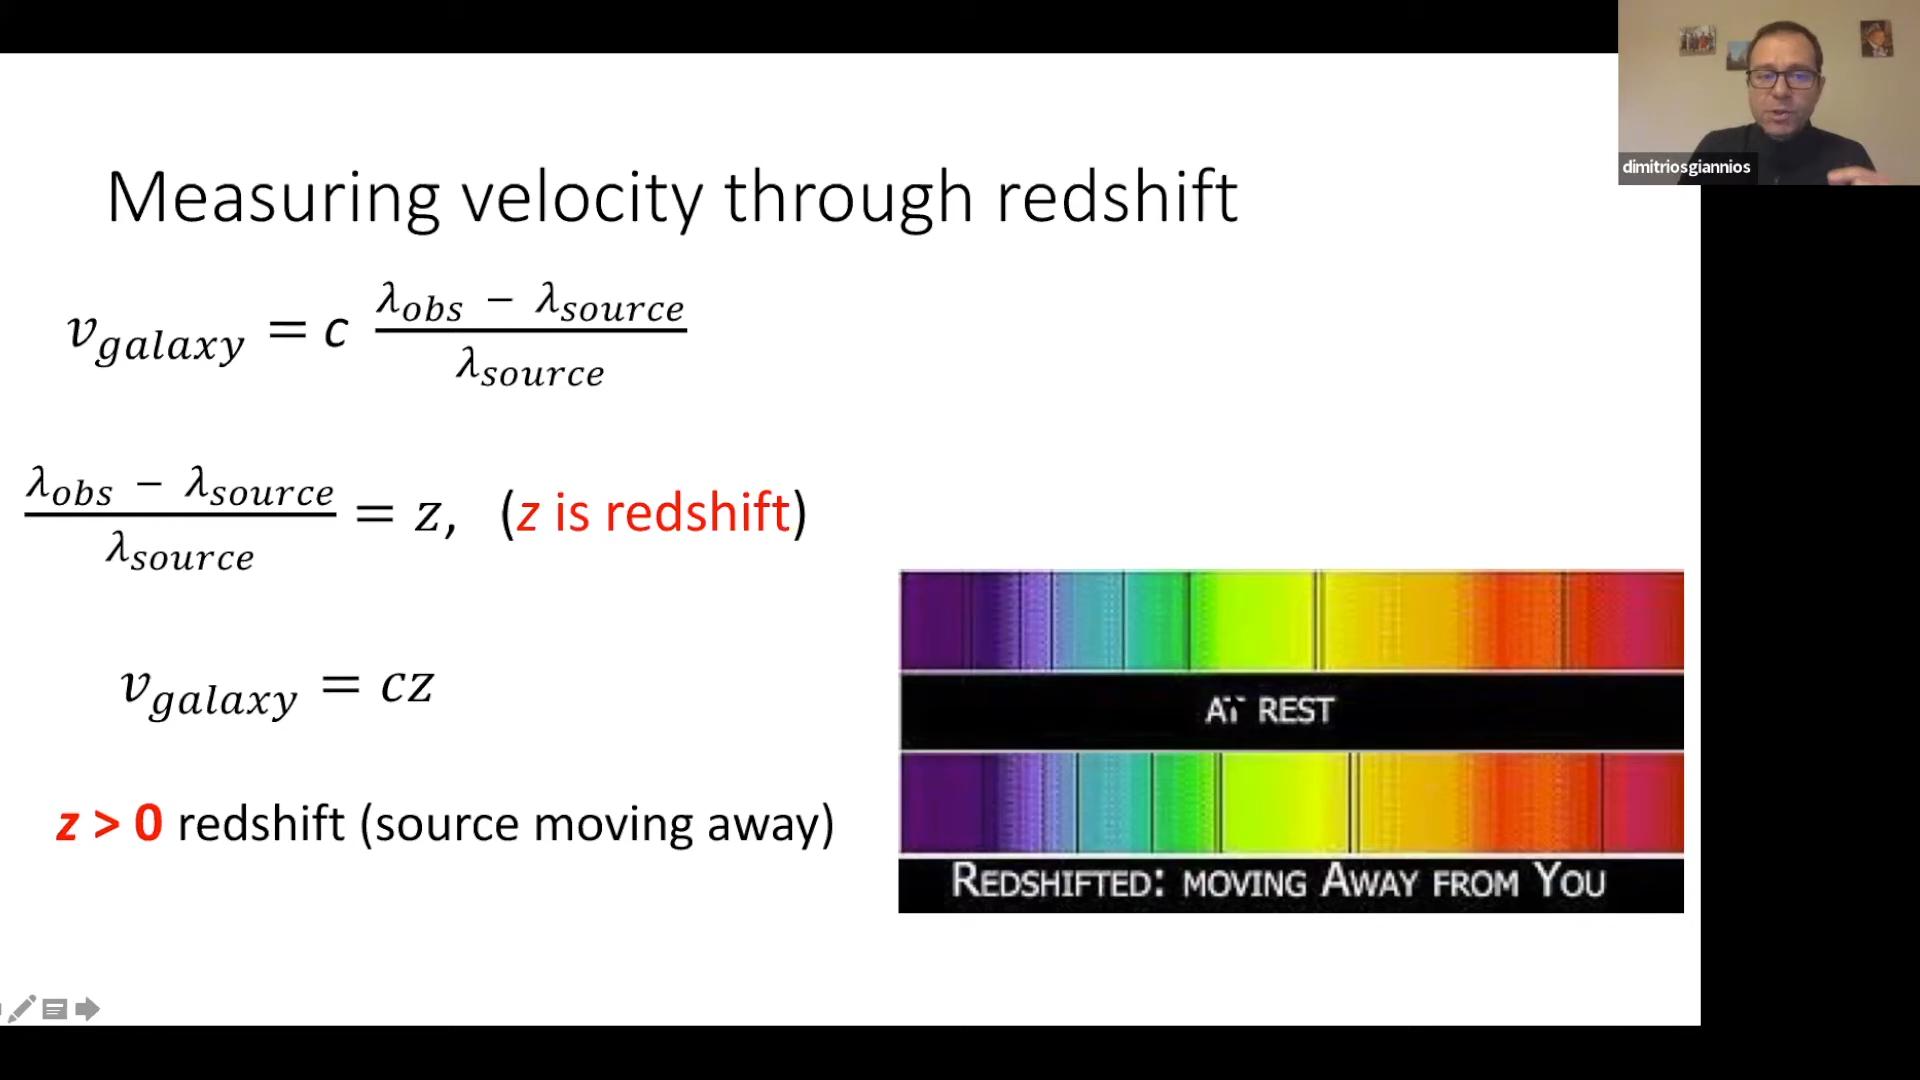 dimitriosgiannios
Measuring velocity through redshift
v_galaxy = c (λ_obs − λ_source) / λ_source
(λ_obs − λ_source) / λ_source = z, (z is redshift)
v_galaxy = cz
z > 0 redshift (source moving away)
AT REST
REDSHIFTED: MOVING AWAY FROM YOU